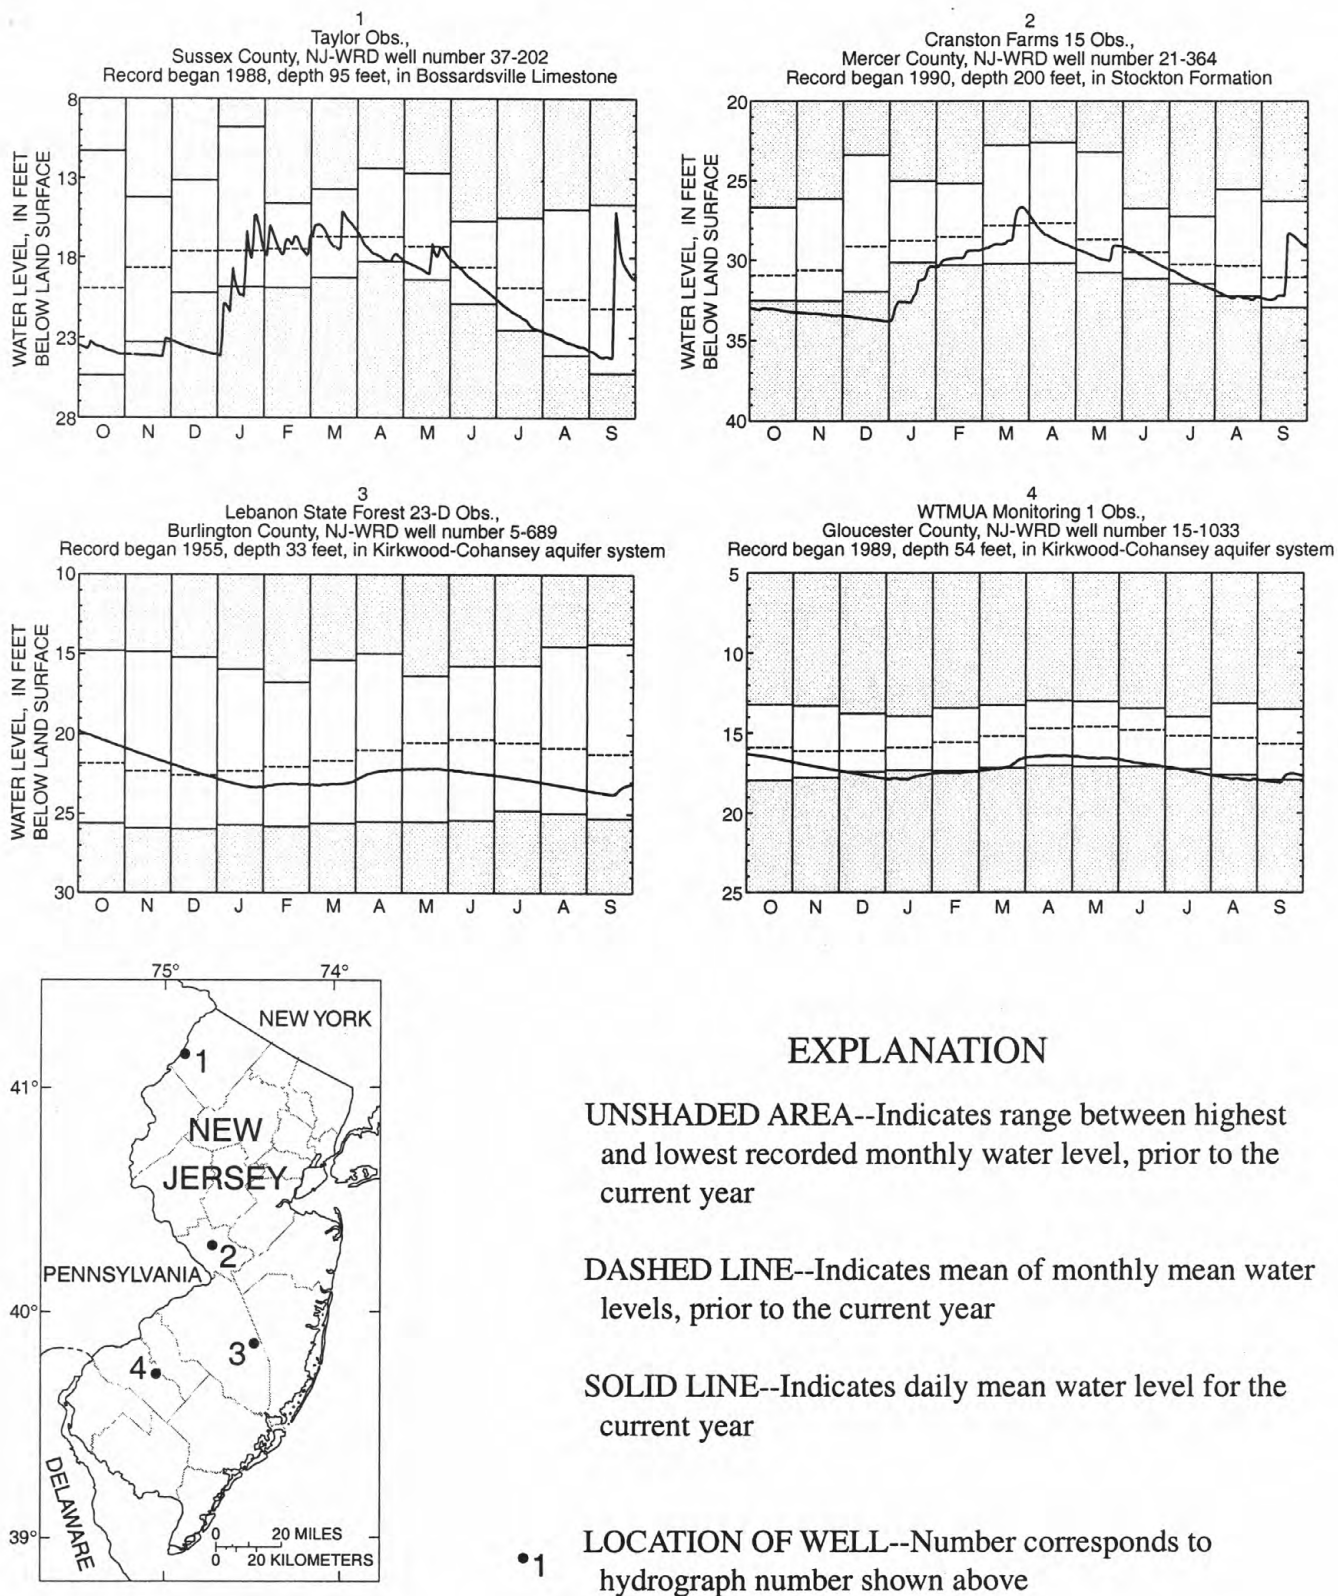 1
Taylor Obs.,
Sussex County, NJ-WRD well number 37-202
Record began 1988, depth 95 feet, in Bossardsville Limestone
WATER LEVEL, IN FEET
BELOW LAND SURFACE
8
13
18
23
28
O N D J F M A M J J A S
2
Cranston Farms 15 Obs.,
Mercer County, NJ-WRD well number 21-364
Record began 1990, depth 200 feet, in Stockton Formation
WATER LEVEL, IN FEET
BELOW LAND SURFACE
20
25
30
35
40
O N D J F M A M J J A S
3
Lebanon State Forest 23-D Obs.,
Burlington County, NJ-WRD well number 5-689
Record began 1955, depth 33 feet, in Kirkwood-Cohansey aquifer system
WATER LEVEL, IN FEET
BELOW LAND SURFACE
10
15
20
25
30
O N D J F M A M J J A S
4
WTMUA Monitoring 1 Obs.,
Gloucester County, NJ-WRD well number 15-1033
Record began 1989, depth 54 feet, in Kirkwood-Cohansey aquifer system
5
10
15
20
25
O N D J F M A M J J A S
75° 74°
NEW YORK
1
41°
NEW
JERSEY
2
PENNSYLVANIA
40°
3
4
DELAWARE
39°
0 20 MILES
0 20 KILOMETERS
EXPLANATION
UNSHADED AREA--Indicates range between highest
and lowest recorded monthly water level, prior to the
current year
DASHED LINE--Indicates mean of monthly mean water
levels, prior to the current year
SOLID LINE--Indicates daily mean water level for the
current year
•1 LOCATION OF WELL--Number corresponds to
hydrograph number shown above